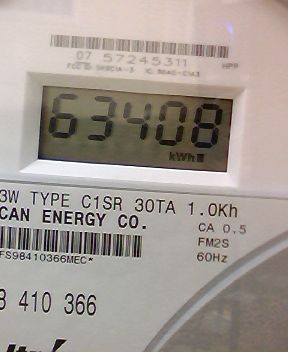 07 57245311
HPP
63408
kWh
3W TYPE C1SR 30TA 1.0Kh
CAN ENERGY CO.
CA 0.5
FM2S
60Hz
FS98410366MEC*
410 366